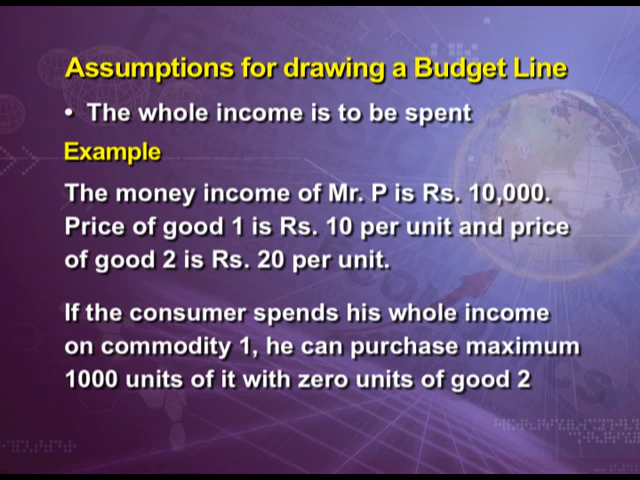 Assumptions for drawing a Budget Line
• The whole income is to be spent
Example
The money income of Mr. P is Rs. 10,000.
Price of good 1 is Rs. 10 per unit and price
of good 2 is Rs. 20 per unit.
If the consumer spends his whole income
on commodity 1, he can purchase maximum
1000 units of it with zero units of good 2